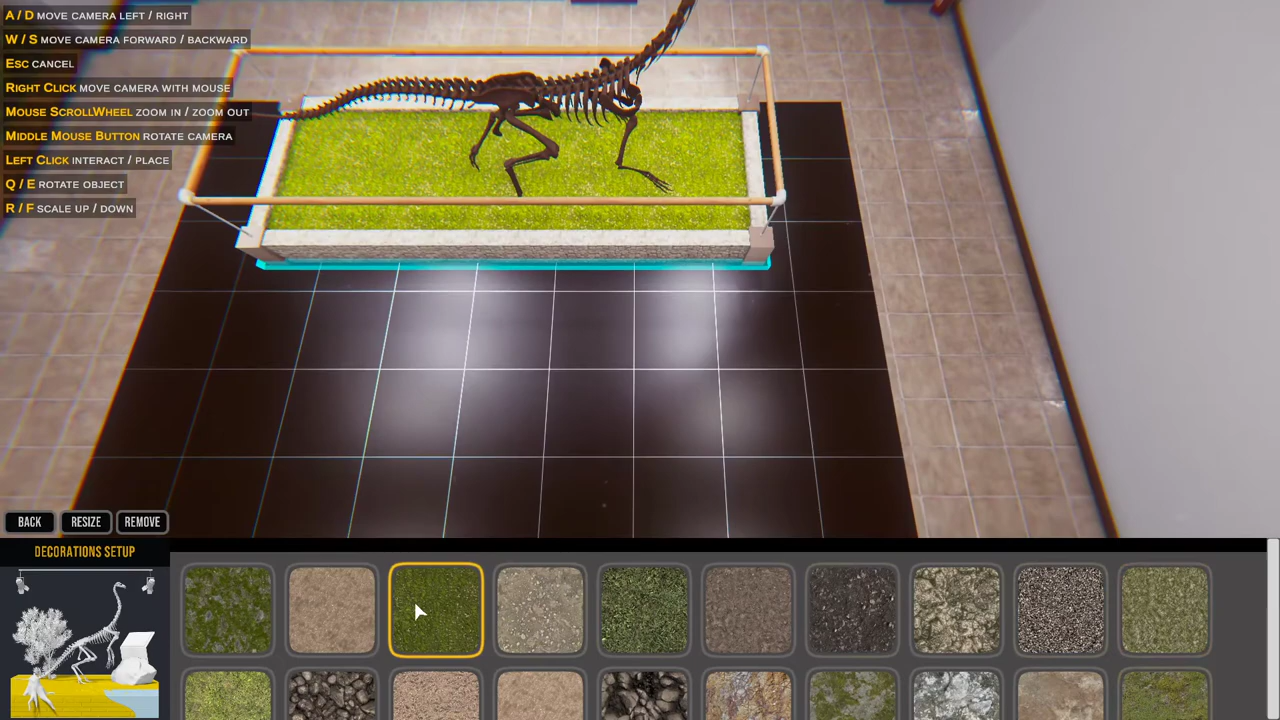 A / D MOVE CAMERA LEFT / RIGHT
W / S MOVE CAMERA FORWARD / BACKWARD
ESC CANCEL
RIGHT CLICK MOVE CAMERA WITH MOUSE
MOUSE SCROLLWHEEL ZOOM IN / ZOOM OUT
MIDDLE MOUSE BUTTON ROTATE CAMERA
LEFT CLICK INTERACT / PLACE
Q / E ROTATE OBJECT
R / F SCALE UP / DOWN
BACK RESIZE REMOVE
DECORATIONS SETUP